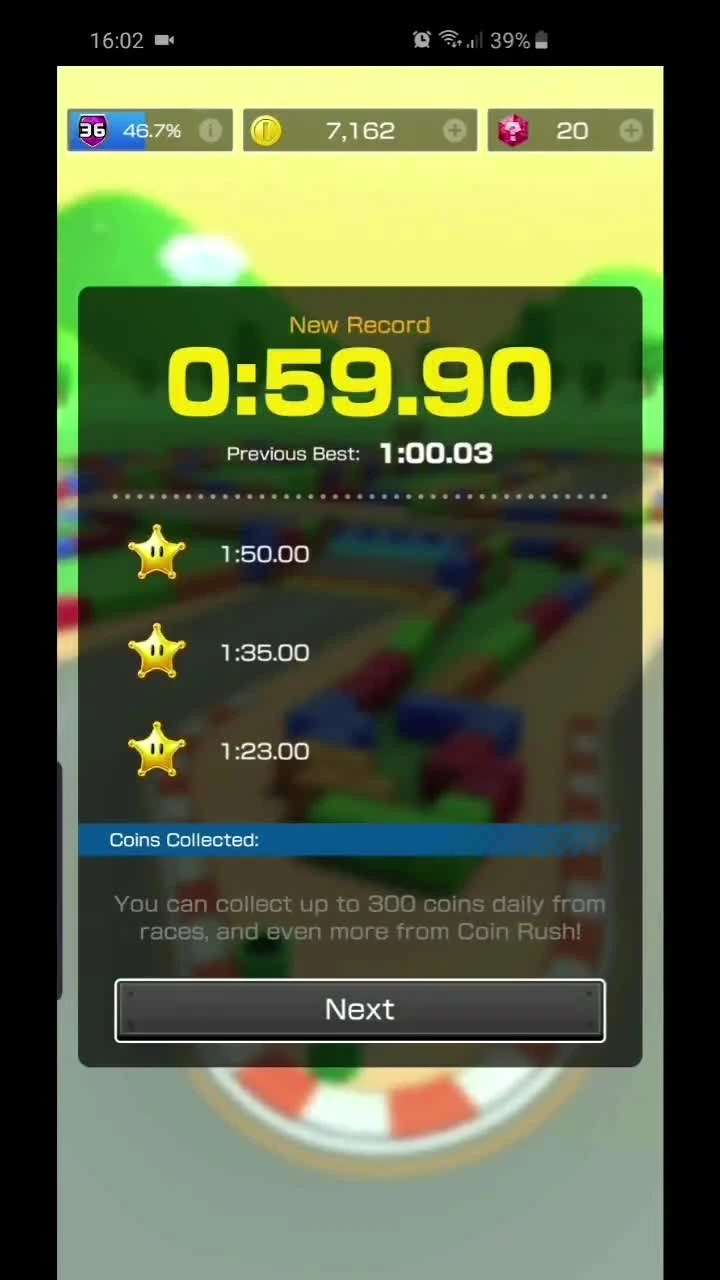 16:02 39%
36 46.7% 7,162 20
New Record
0:59.90
Previous Best: 1:00.03
1:50.00
1:35.00
1:23.00
Coins Collected:
You can collect up to 300 coins daily from
races, and even more from Coin Rush!
Next